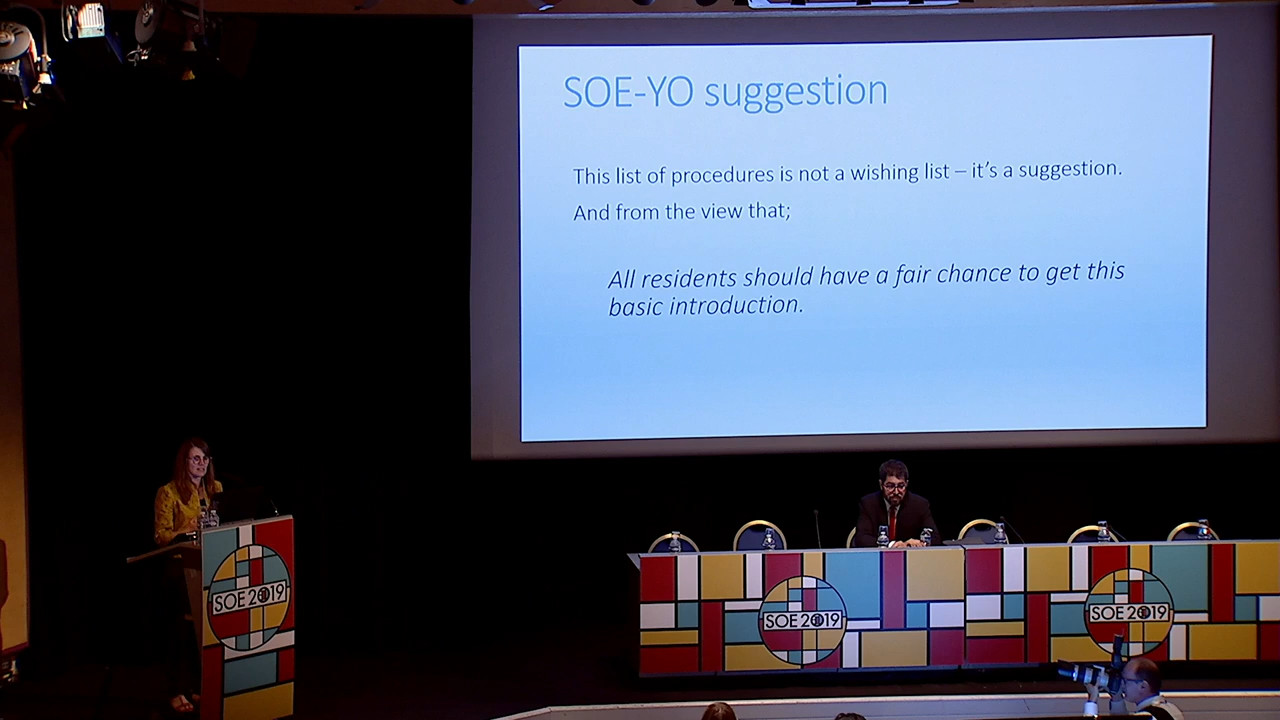 SOE-YO suggestion
This list of procedures is not a wishing list – it's a suggestion.
And from the view that;
All residents should have a fair chance to get this
basic introduction.
SOE 2019
SOE 2019
SOE 2019